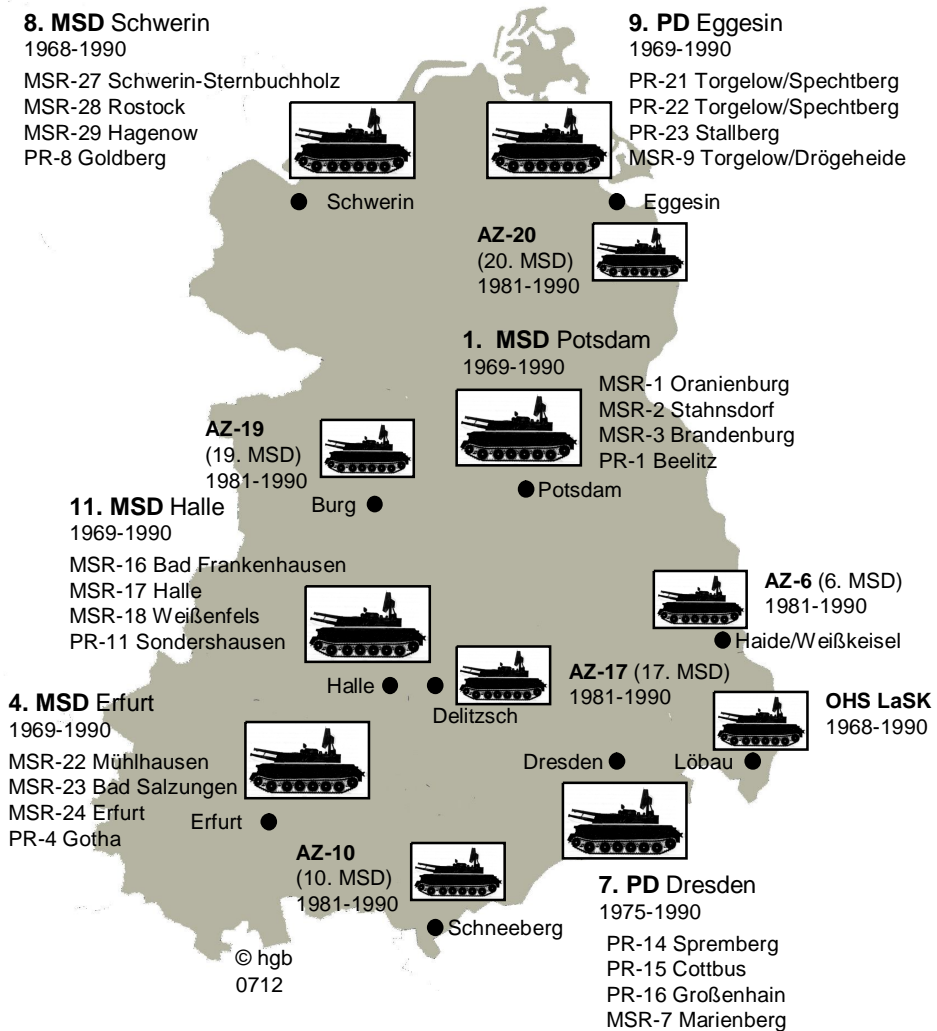 8. MSD Schwerin
1968-1990
MSR-27 Schwerin-Sternbuchholz
MSR-28 Rostock
MSR-29 Hagenow
PR-8 Goldberg
9. PD Eggesin
1969-1990
PR-21 Torgelow/Spechtberg
PR-22 Torgelow/Spechtberg
PR-23 Stallberg
MSR-9 Torgelow/Drögeheide
Schwerin
Eggesin
AZ-20
(20. MSD)
1981-1990
1. MSD Potsdam
1969-1990
MSR-1 Oranienburg
MSR-2 Stahnsdorf
MSR-3 Brandenburg
PR-1 Beelitz
Potsdam
AZ-19
(19. MSD)
1981-1990
Burg
11. MSD Halle
1969-1990
MSR-16 Bad Frankenhausen
MSR-17 Halle
MSR-18 Weißenfels
PR-11 Sondershausen
Halle
AZ-6 (6. MSD)
1981-1990
Haide/Weißkeisel
AZ-17 (17. MSD)
1981-1990
Delitzsch
4. MSD Erfurt
1969-1990
MSR-22 Mühlhausen
MSR-23 Bad Salzungen
MSR-24 Erfurt
PR-4 Gotha
Erfurt
OHS LaSK
1968-1990
Dresden
Löbau
AZ-10
(10. MSD)
1981-1990
Schneeberg
7. PD Dresden
1975-1990
PR-14 Spremberg
PR-15 Cottbus
PR-16 Großenhain
MSR-7 Marienberg
© hgb
0712